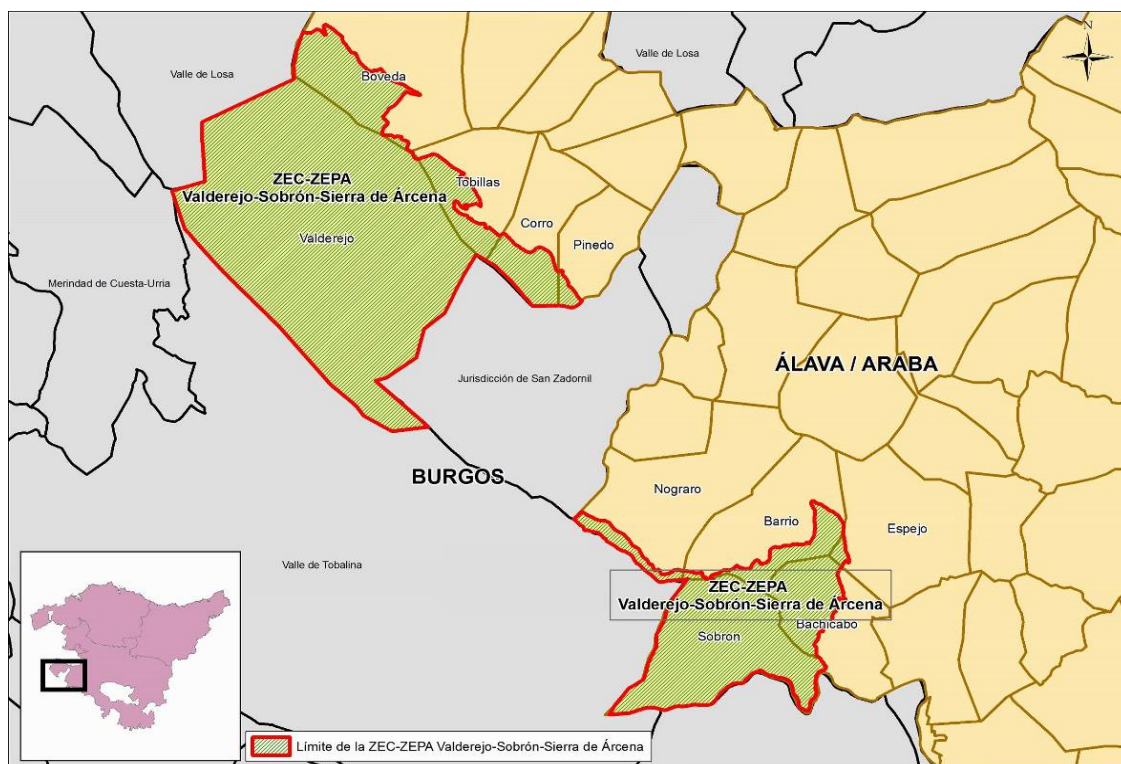 N
Valle de Losa
Valle de Losa
Boveda
ZEC-ZEPA
Valderejo-Sobrón-Sierra de Árcena
Tobillas
Corro
Valderejo
Pinedo
Merindad de Cuesta-Urria
ÁLAVA / ARABA
Jurisdicción de San Zadornil
BURGOS
Nograro
Barrio
Espejo
Valle de Tobalina
ZEC-ZEPA
Valderejo-Sobrón-Sierra de Árcena
Sobron
Bachicabo
Límite de la ZEC-ZEPA Valderejo-Sobrón-Sierra de Árcena